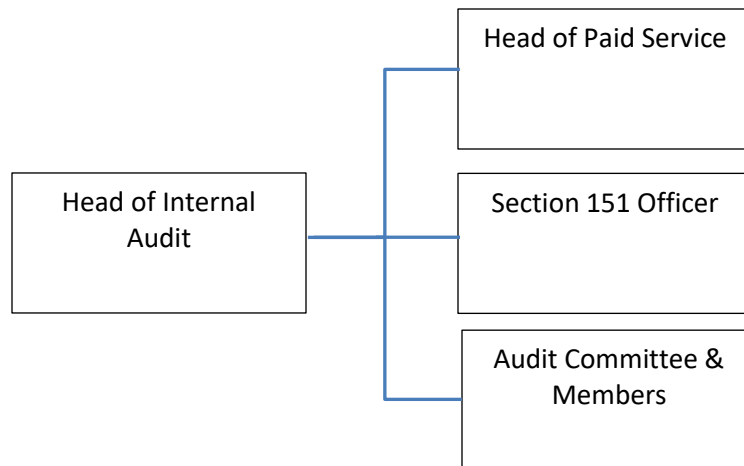 Head of Paid Service
Head of Internal
Audit
Section 151 Officer
Audit Committee &
Members